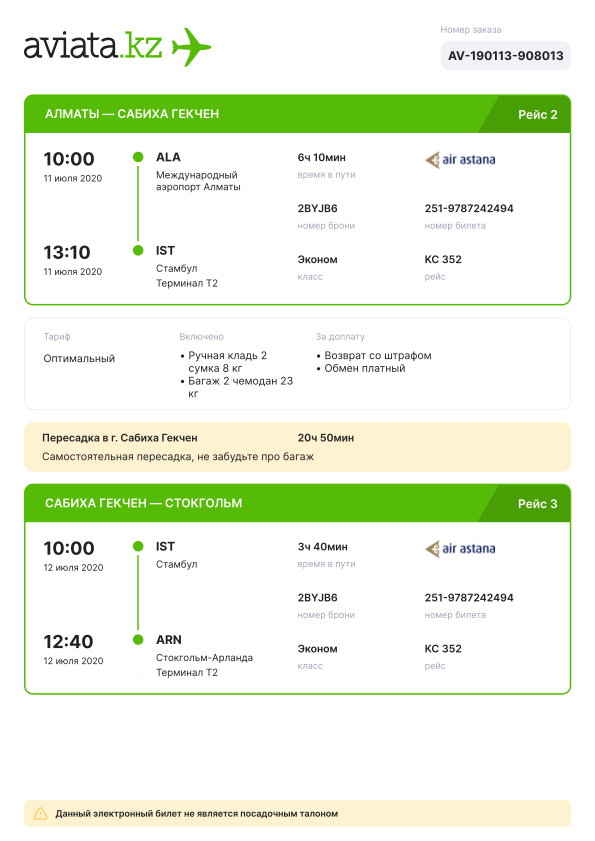 aviata.kz
Номер заказа
AV-190113-908013
АЛМАТЫ — САБИХА ГЕКЧЕН
Рейс 2
10:00
11 июля 2020
ALA
Международный
аэропорт Алматы
6ч 10мин
время в пути
air astana
2BYJB6
номер брони
251-9787242494
номер билета
13:10
11 июля 2020
IST
Стамбул
Терминал Т2
Эконом
класс
KC 352
рейс
Тариф
Оптимальный
Включено
• Ручная кладь 2
сумка 8 кг
• Багаж 2 чемодан 23
кг
За доплату
• Возврат со штрафом
• Обмен платный
Пересадка в г. Сабиха Гекчен
20ч 50мин
Самостоятельная пересадка, не забудьте про багаж
САБИХА ГЕКЧЕН — СТОКГОЛЬМ
Рейс 3
10:00
12 июля 2020
IST
Стамбул
3ч 40мин
время в пути
air astana
2BYJB6
номер брони
251-9787242494
номер билета
12:40
12 июля 2020
ARN
Стокгольм-Арланда
Терминал Т2
Эконом
класс
KC 352
рейс
Данный электронный билет не является посадочным талоном